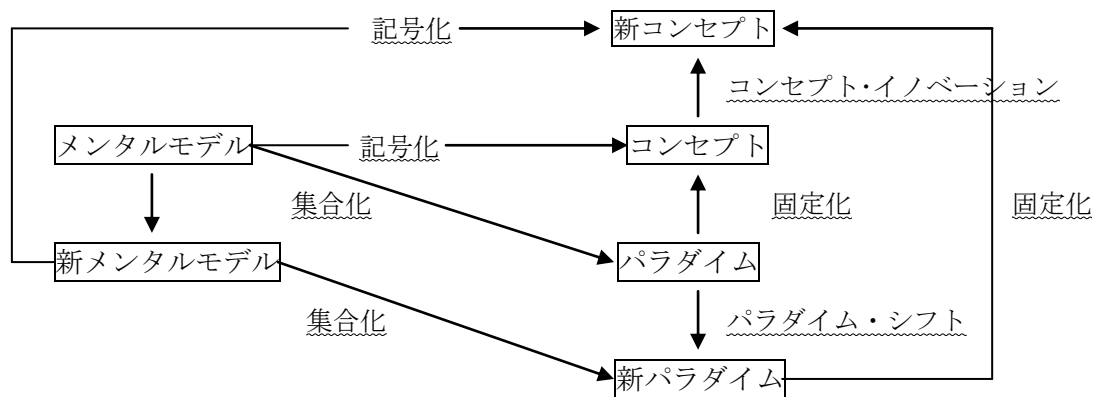 記号化 新コンセプト
コンセプト・イノベーション
メンタルモデル 記号化 コンセプト
集合化 固定化 固定化
新メンタルモデル パラダイム
集合化 パラダイム・シフト
新パラダイム